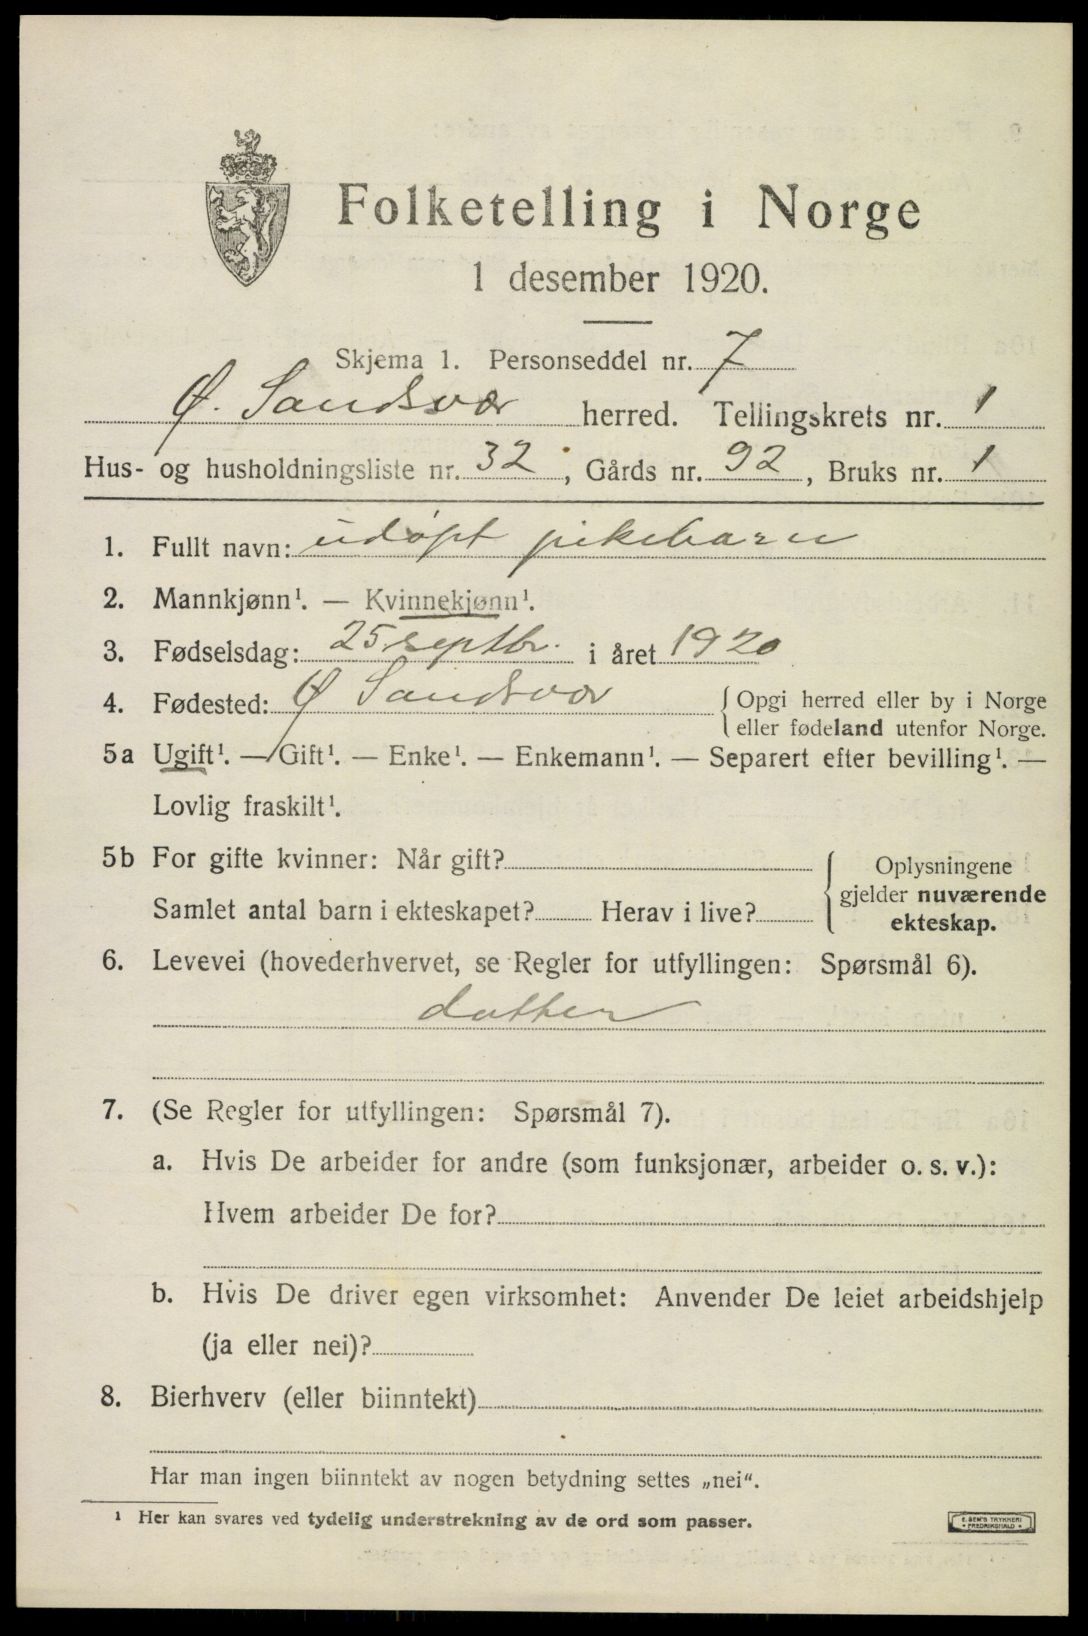 Folketelling i Norge
1 desember 1920.
Skjema 1. Personseddel nr. 7
Ø. Sandsvær herred. Tellingskrets nr. 1
Hus- og husholdningsliste nr. 32, Gårds nr. 92, Bruks nr. 1
1. Fullt navn: udøpt pikebarn
2. Mannkjønn¹. — Kvinnekjønn¹.
3. Fødselsdag: 25 septbr. i året 1920
4. Fødested: Ø Sandsvær {Opgi herred eller by i Norge
eller fødeland utenfor Norge.
5a Ugift¹. — Gift¹. — Enke¹. — Enkemann¹. — Separert efter bevilling¹. —
Lovlig fraskilt¹.
5b For gifte kvinner: Når gift?
Samlet antal barn i ekteskapet? Herav i live?
{Oplysningene
gjelder nuværende
ekteskap.
6. Levevei (hovederhvervet, se Regler for utfyllingen: Spørsmål 6).
datter
7. (Se Regler for utfyllingen: Spørsmål 7).
a. Hvis De arbeider for andre (som funksjonær, arbeider o. s. v.):
Hvem arbeider De for?
b. Hvis De driver egen virksomhet: Anvender De leiet arbeidshjelp
(ja eller nei)?
8. Bierhverv (eller biinntekt)
Har man ingen biinntekt av nogen betydning settes „nei".
¹ Her kan svares ved tydelig understrekning av de ord som passer.
E. SEM'S TRYKKERI
FREDRIKSHALD